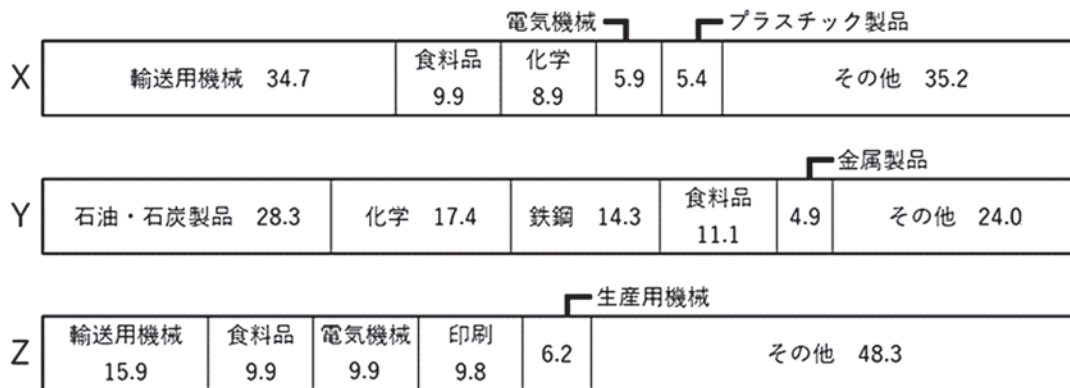 電気機械 プラスチック製品
X 輸送用機械 34.7 食料品 9.9 化学 8.9 5.9 5.4 その他 35.2
金属製品
Y 石油・石炭製品 28.3 化学 17.4 鉄鋼 14.3 食料品 11.1 4.9 その他 24.0
生産用機械
Z 輸送用機械 15.9 食料品 9.9 電気機械 9.9 印刷 9.8 6.2 その他 48.3